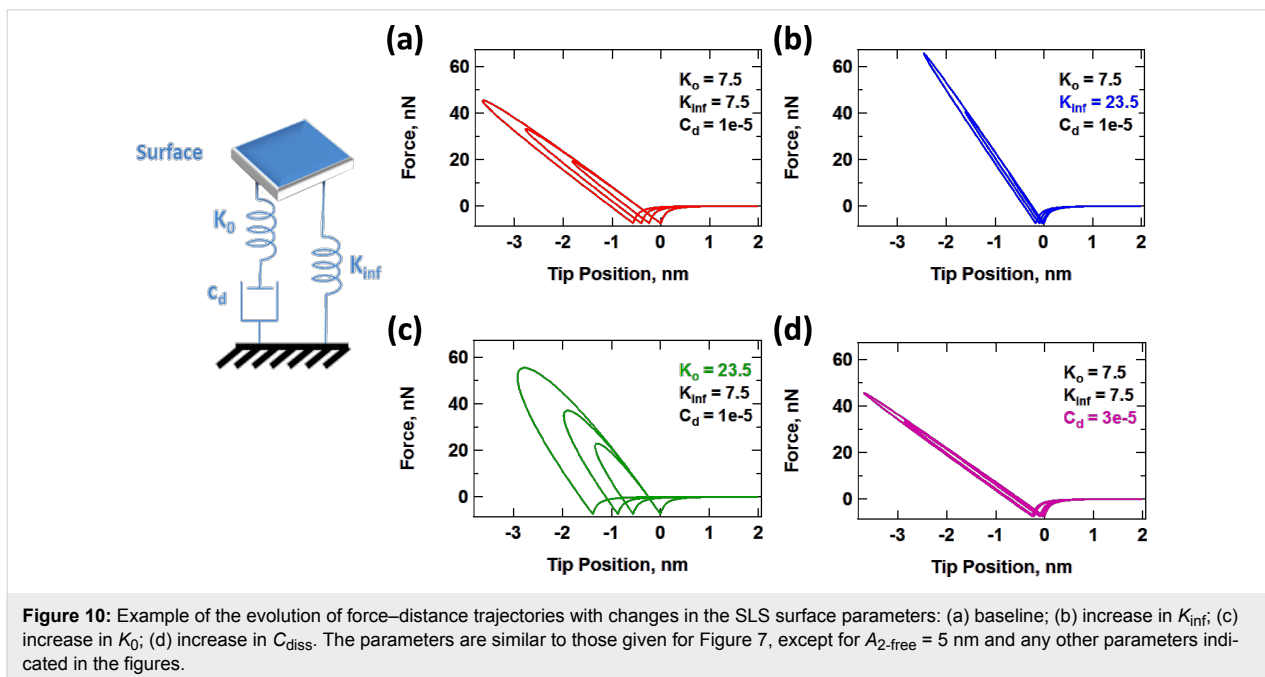 (a)
60
40
20
0
Force, nN
-3 -2 -1 0 1 2
Tip Position, nm
Ko = 7.5
Kinf = 7.5
Cd = 1e-5
(b)
60
40
20
0
Force, nN
-3 -2 -1 0 1 2
Tip Position, nm
Ko = 7.5
Kinf = 23.5
Cd = 1e-5
Surface
K0
Kinf
cd
(c)
60
40
20
0
Force, nN
-3 -2 -1 0 1 2
Tip Position, nm
Ko = 23.5
Kinf = 7.5
Cd = 1e-5
(d)
60
40
20
0
Force, nN
-3 -2 -1 0 1 2
Tip Position, nm
Ko = 7.5
Kinf = 7.5
Cd = 3e-5
Figure 10: Example of the evolution of force–distance trajectories with changes in the SLS surface parameters: (a) baseline; (b) increase in Kinf; (c)
increase in K0; (d) increase in Cdiss. The parameters are similar to those given for Figure 7, except for A2-free = 5 nm and any other parameters indi-
cated in the figures.